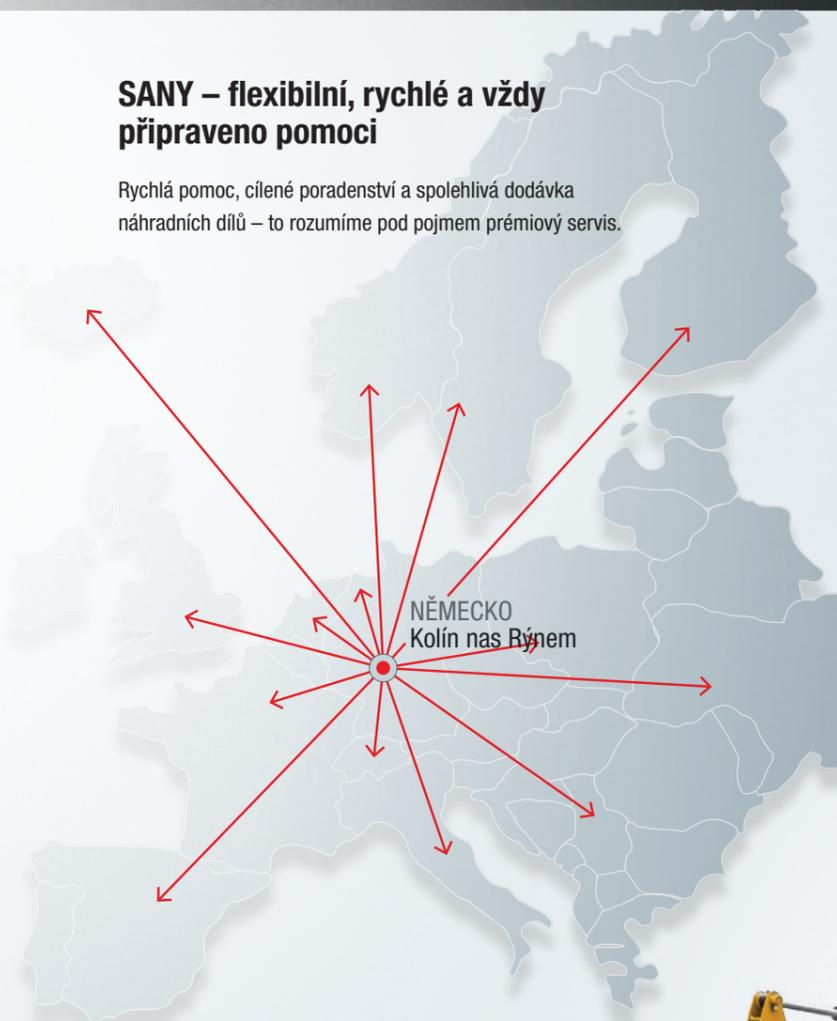 SANY – flexibilní, rychlé a vždy
připraveno pomoci
Rychlá pomoc, cílené poradenství a spolehlivá dodávka
náhradních dílů – to rozumíme pod pojmem prémiový servis.
NĚMECKO
Kolín nas Rýnem